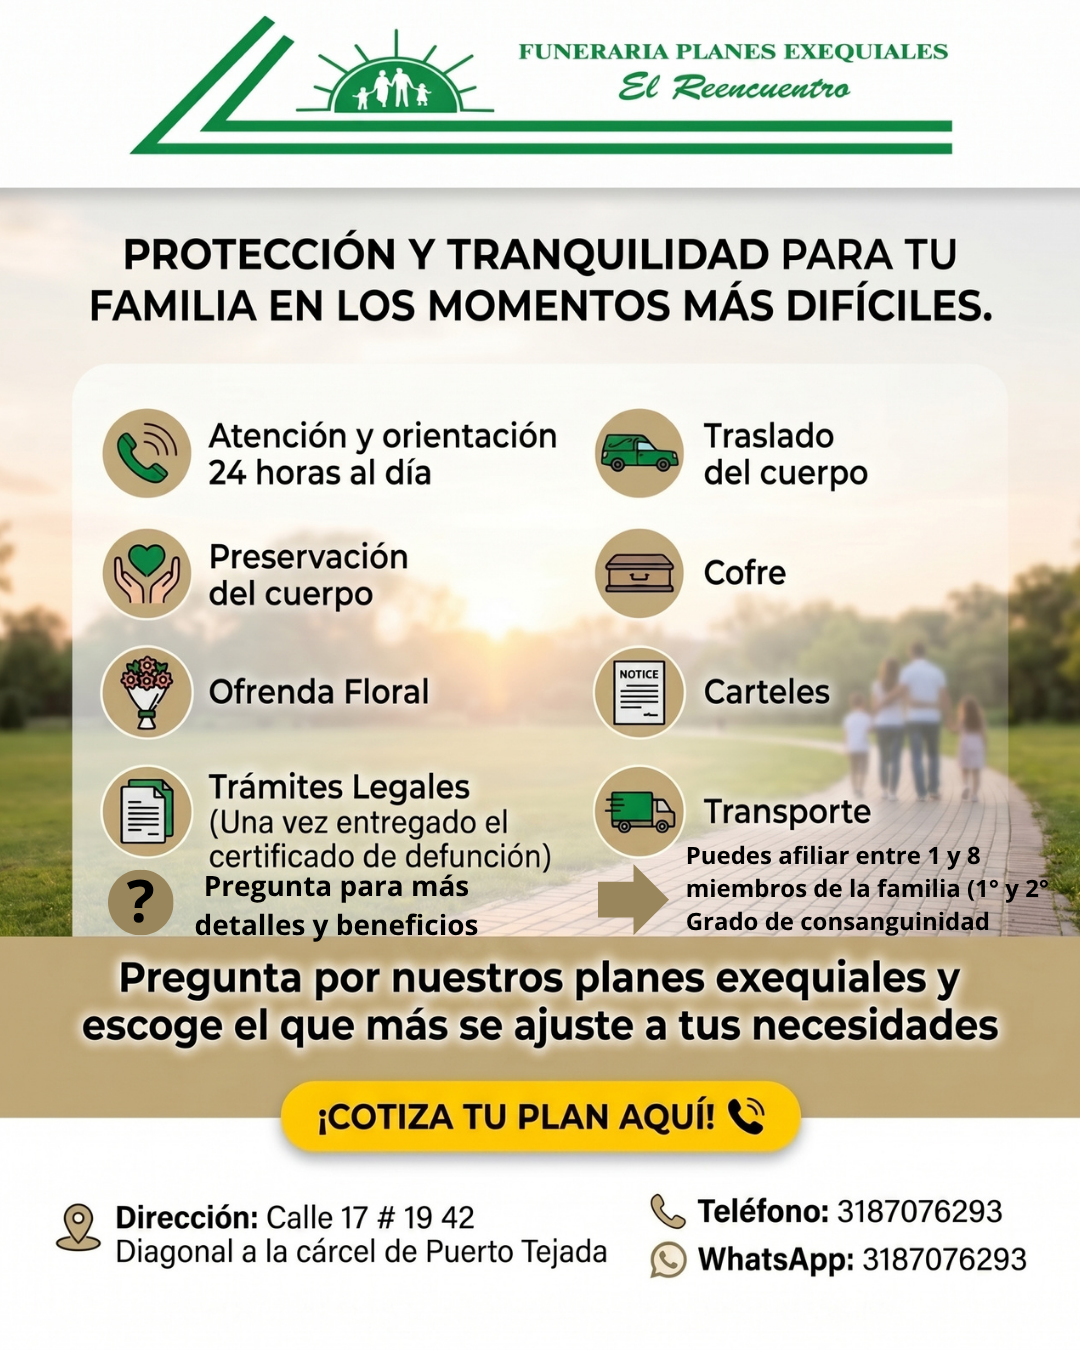 FUNERARIA PLANES EXEQUIALES
El Reencuentro
PROTECCIÓN Y TRANQUILIDAD PARA TU
FAMILIA EN LOS MOMENTOS MÁS DIFÍCILES.
Atención y orientación
24 horas al día
Traslado
del cuerpo
Preservación
del cuerpo
Cofre
Ofrenda Floral
NOTICE
Carteles
Trámites Legales
(Una vez entregado el
certificado de defunción)
Transporte
?
Pregunta para más
detalles y beneficios
Puedes afiliar entre 1 y 8
miembros de la familia (1° y 2°
Grado de consanguinidad
Pregunta por nuestros planes exequiales y
escoge el que más se ajuste a tus necesidades
¡COTIZA TU PLAN AQUÍ!
Dirección: Calle 17 # 19 42
Diagonal a la cárcel de Puerto Tejada
Teléfono: 3187076293
WhatsApp: 3187076293